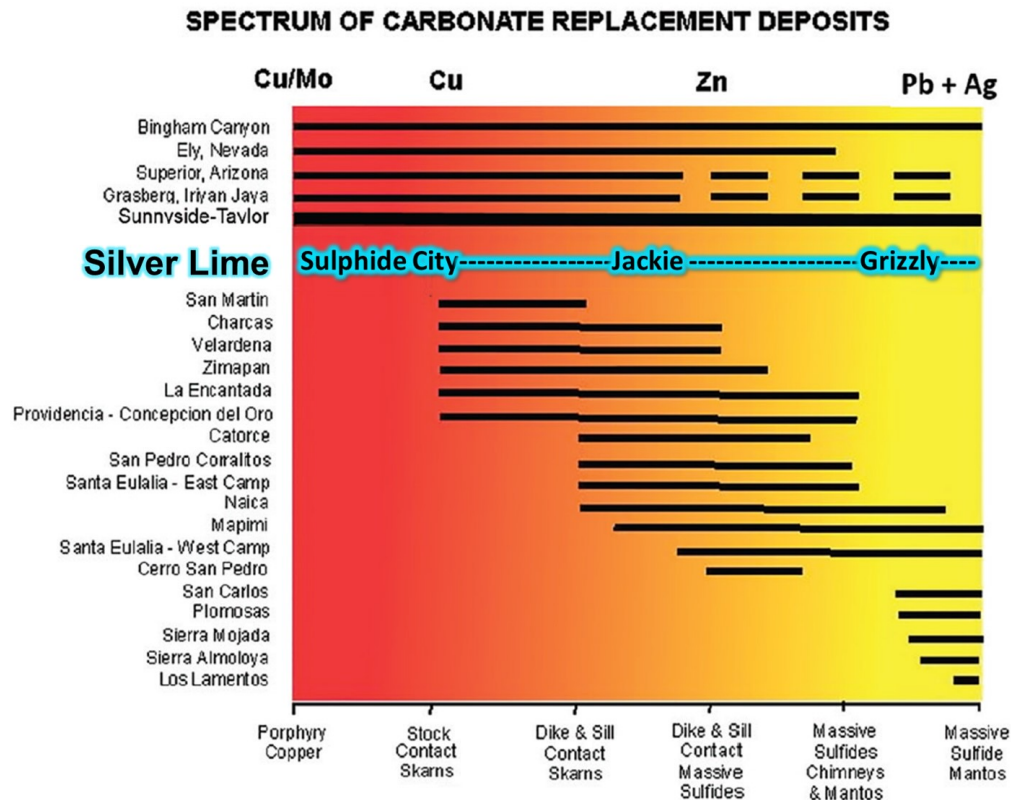 SPECTRUM OF CARBONATE REPLACEMENT DEPOSITS
Cu/Mo Cu Zn Pb + Ag
Bingham Canyon
Ely, Nevada
Superior, Arizona
Grasberg, Iriyan Jaya
Sunnyside-Taylor
Silver Lime Sulphide City Jackie Grizzly
San Martin
Charcas
Velardena
Zimapan
La Encantada
Providencia - Concepcion del Oro
Catorce
San Pedro Corralitos
Santa Eulalia - East Camp
Naica
Mapimi
Santa Eulalia - West Camp
Cerro San Pedro
San Carlos
Plomosas
Sierra Mojada
Sierra Almoloya
Los Lamentos
Porphyry
Copper
Stock
Contact
Skarns
Dike & Sill
Contact
Skarns
Dike & Sill
Contact
Massive
Sulfides
Massive
Sulfides
Chimneys
& Mantos
Massive
Sulfide
Mantos